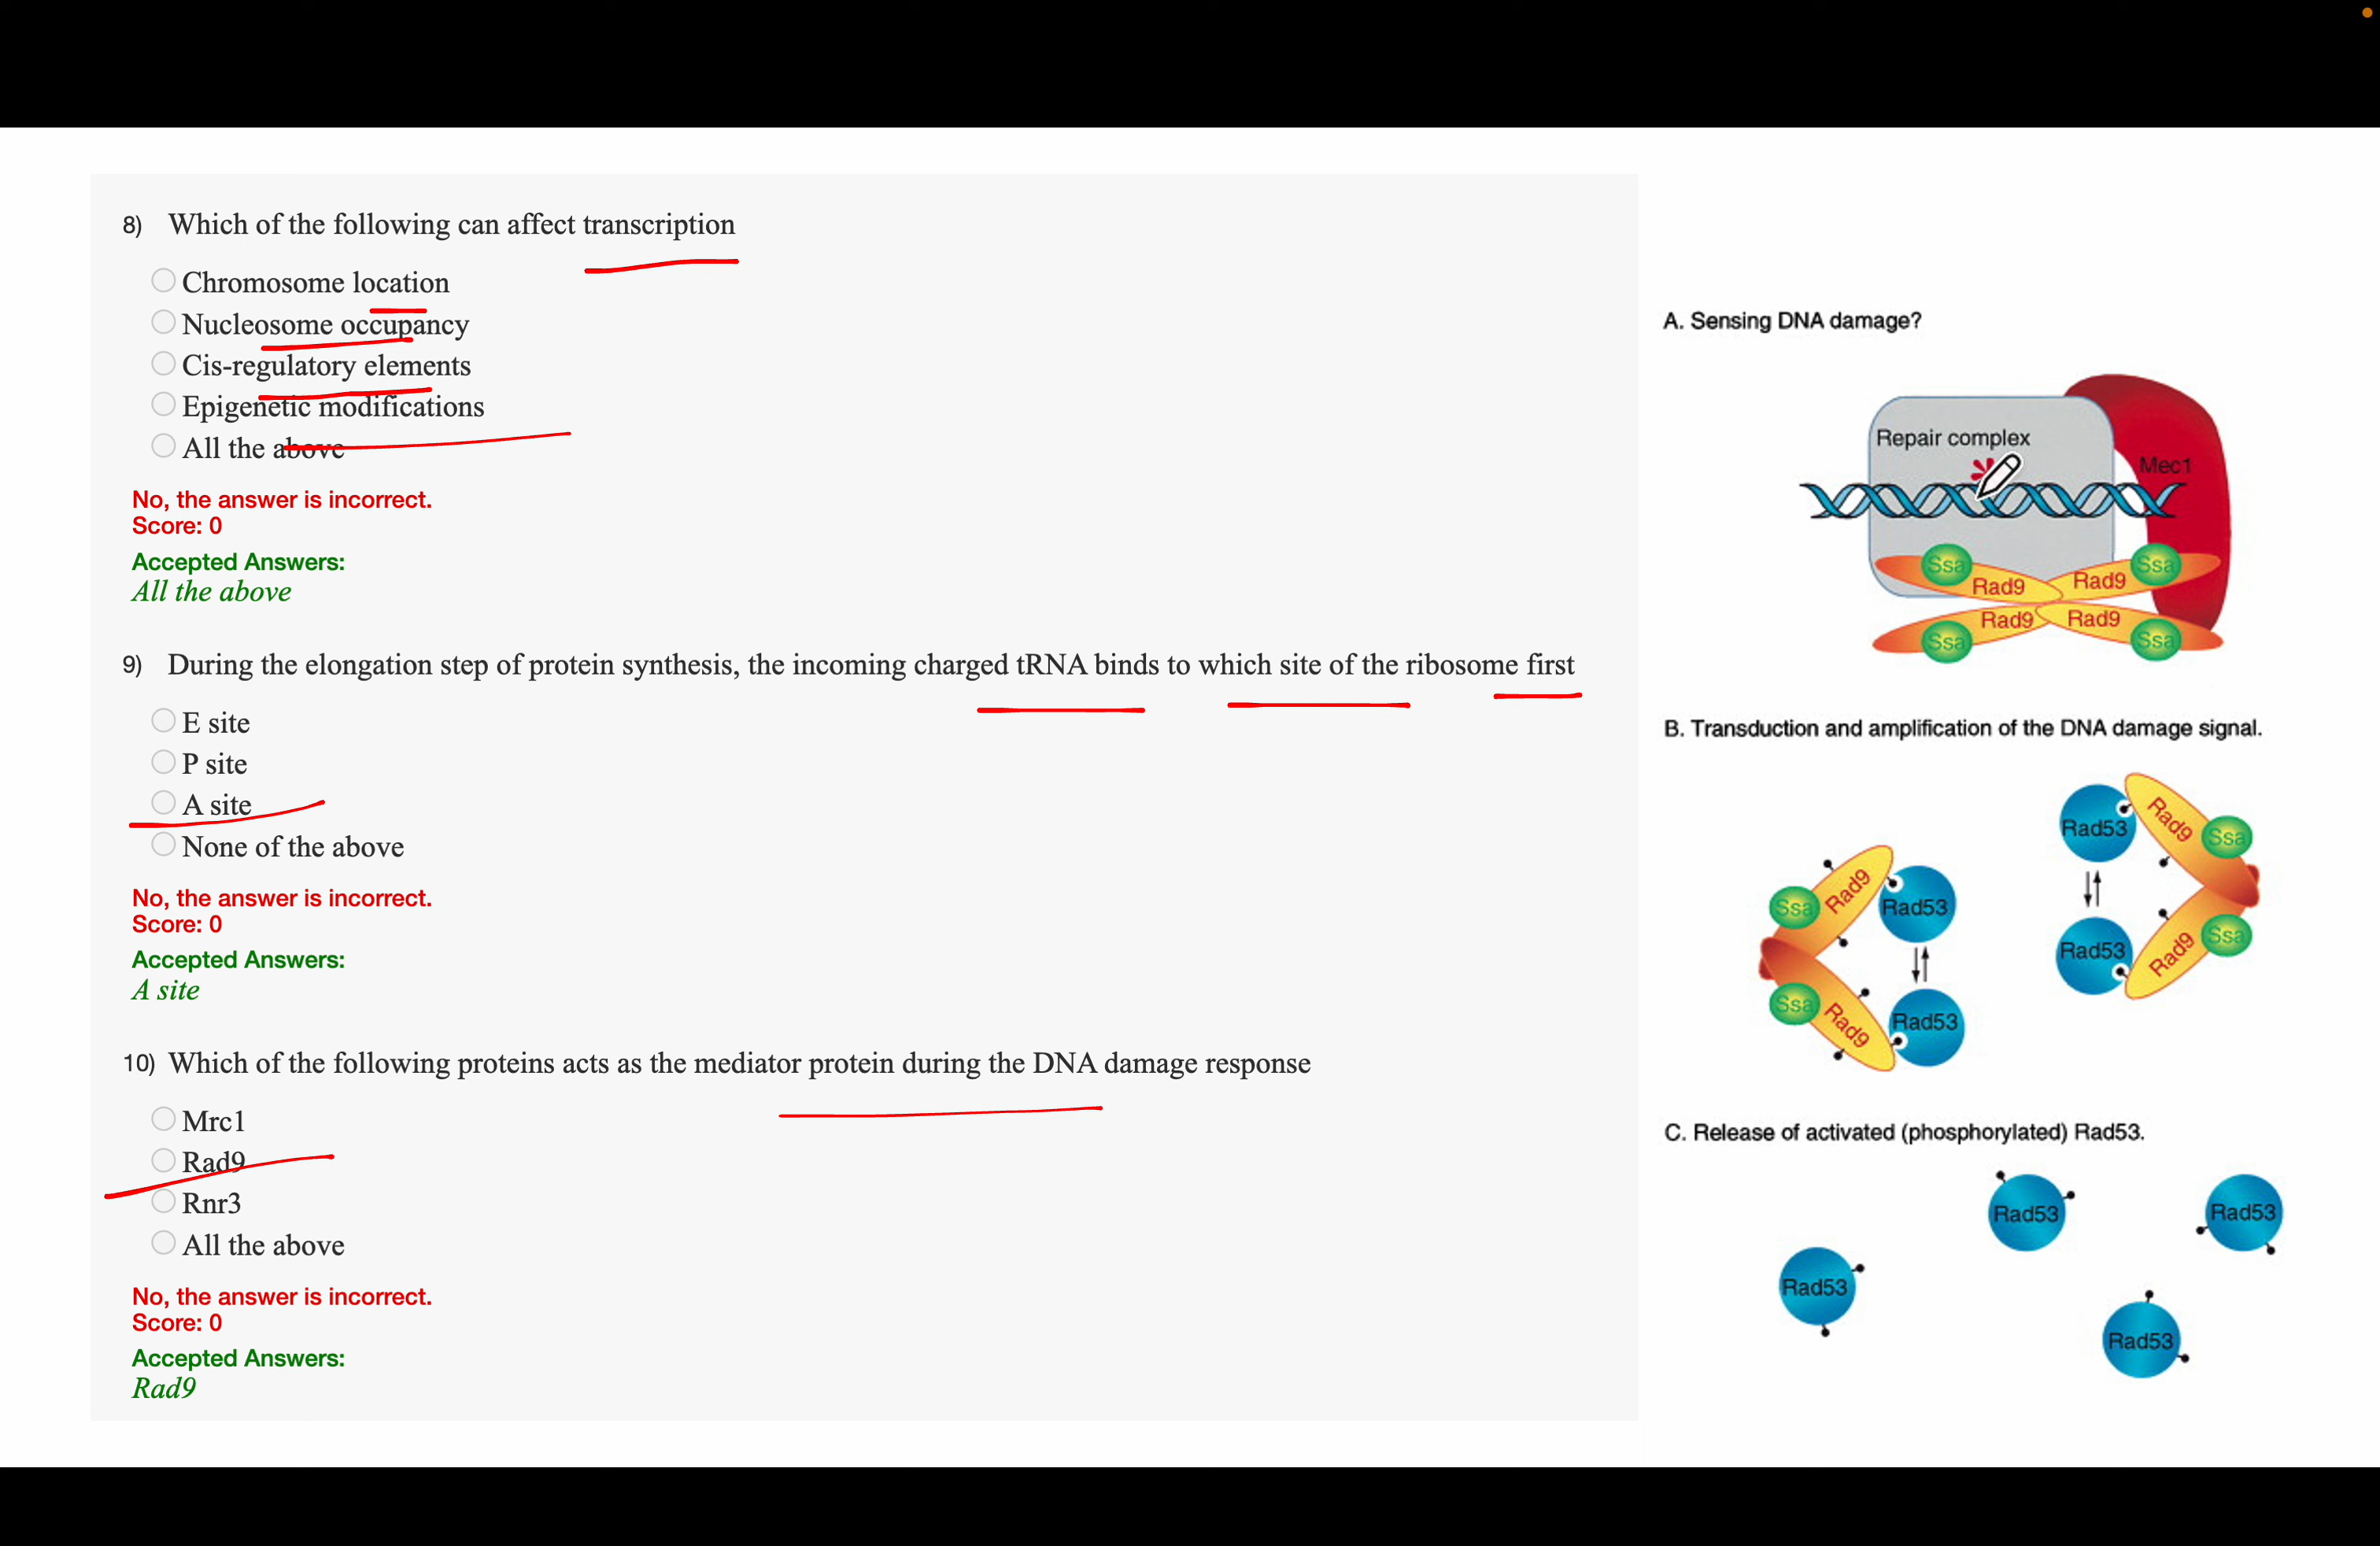 8) Which of the following can affect transcription
Chromosome location
Nucleosome occupancy
Cis-regulatory elements
Epigenetic modifications
All the above
No, the answer is incorrect.
Score: 0
Accepted Answers:
All the above
9) During the elongation step of protein synthesis, the incoming charged tRNA binds to which site of the ribosome first
E site
P site
A site
None of the above
No, the answer is incorrect.
Score: 0
Accepted Answers:
A site
10) Which of the following proteins acts as the mediator protein during the DNA damage response
Mrc1
Rad9
Rnr3
All the above
No, the answer is incorrect.
Score: 0
Accepted Answers:
Rad9
A. Sensing DNA damage?
Repair complex
Mec1
Ssa
Ssa
Rad9
Rad9
Rad9
Rad9
Ssa
Ssa
B. Transduction and amplification of the DNA damage signal.
Rad53
Rad9
Ssa
Rad53
Rad9
Ssa
Ssa
Rad9
Rad53
Ssa
Rad9
Rad53
C. Release of activated (phosphorylated) Rad53.
Rad53
Rad53
Rad53
Rad53